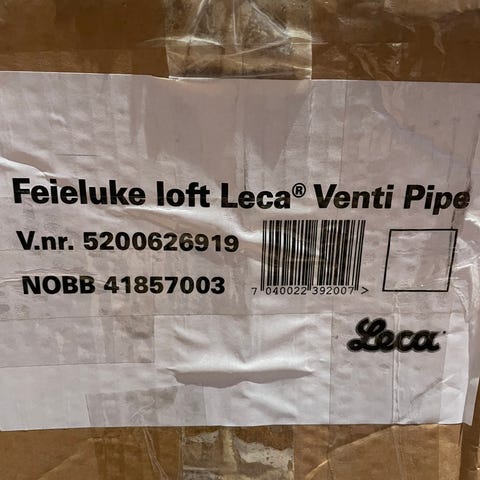 Feieluke loft Leca® Venti Pipe
V.nr. 5200626919
NOBB 41857003
7 040022 392007 >
Leca